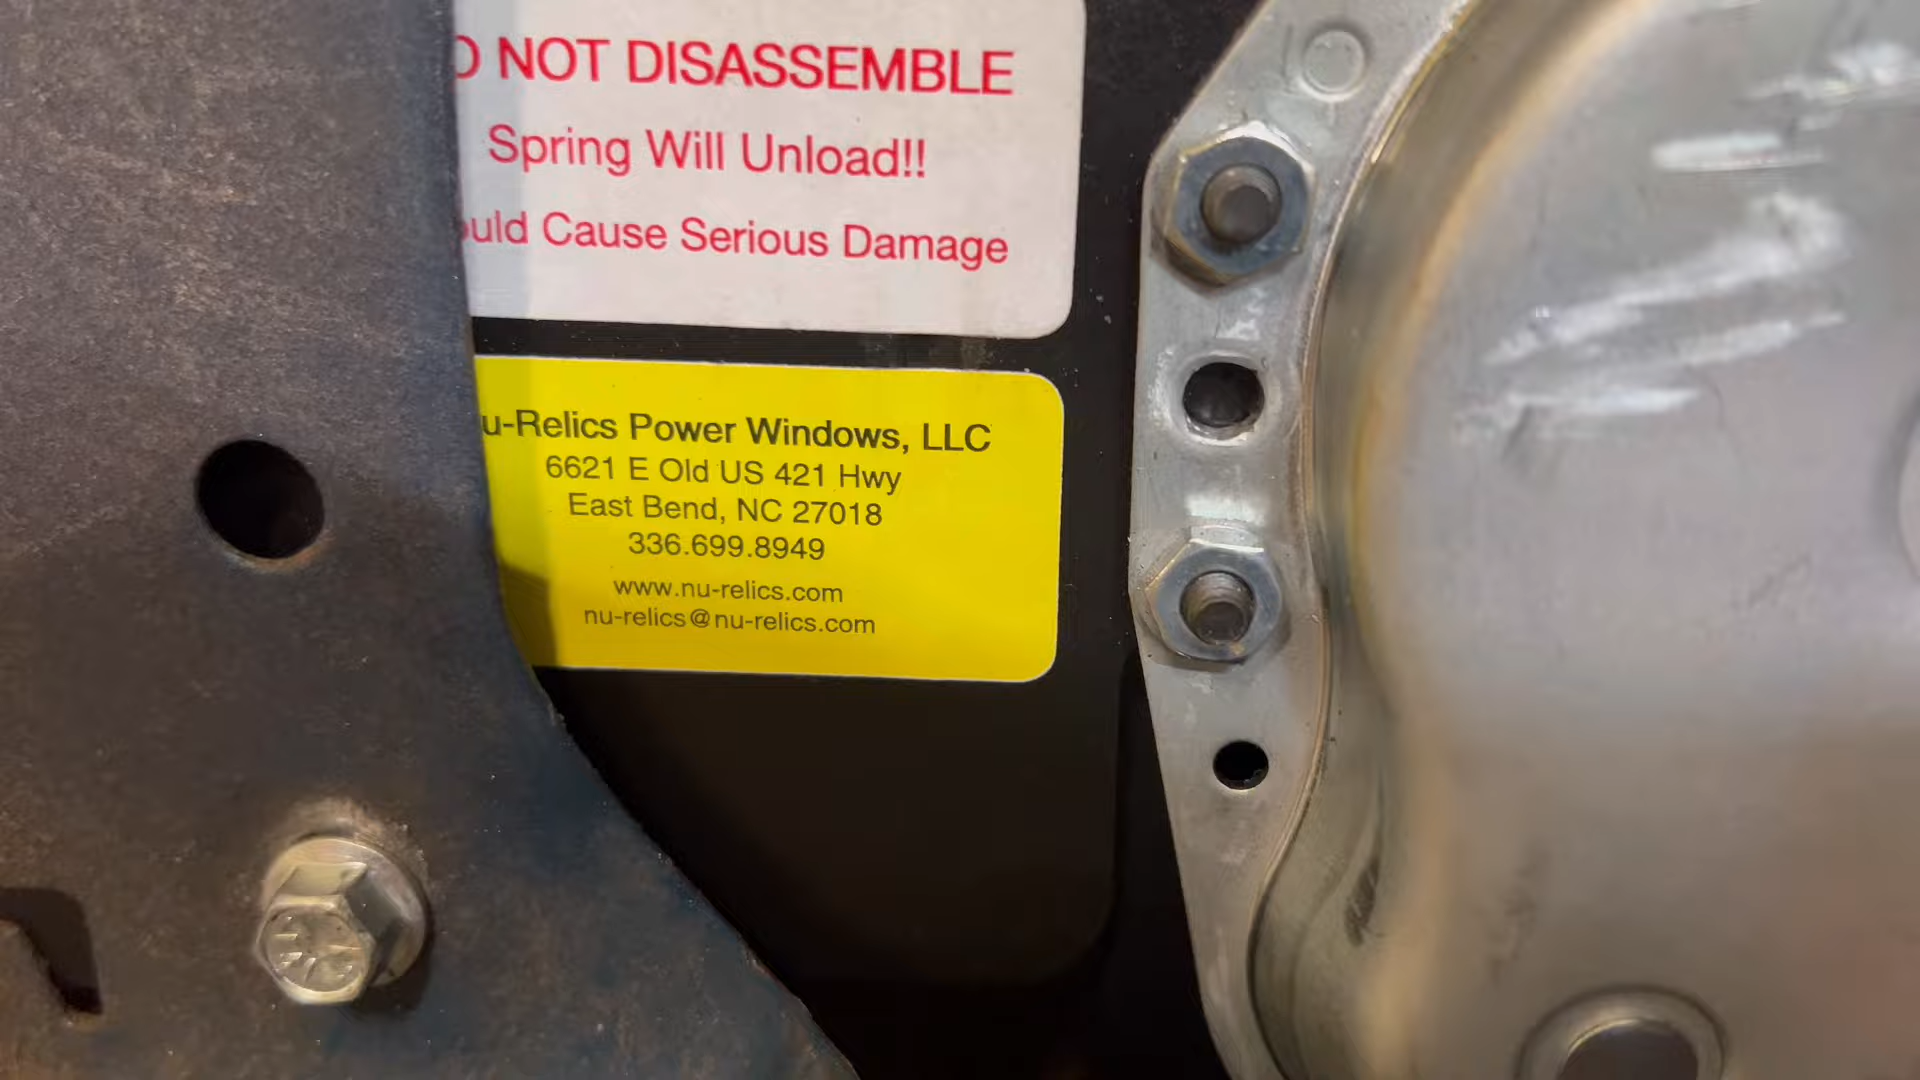 O NOT DISASSEMBLE
Spring Will Unload!!
ould Cause Serious Damage
u-Relics Power Windows, LLC
6621 E Old US 421 Hwy
East Bend, NC 27018
336.699.8949
www.nu-relics.com
nu-relics@nu-relics.com